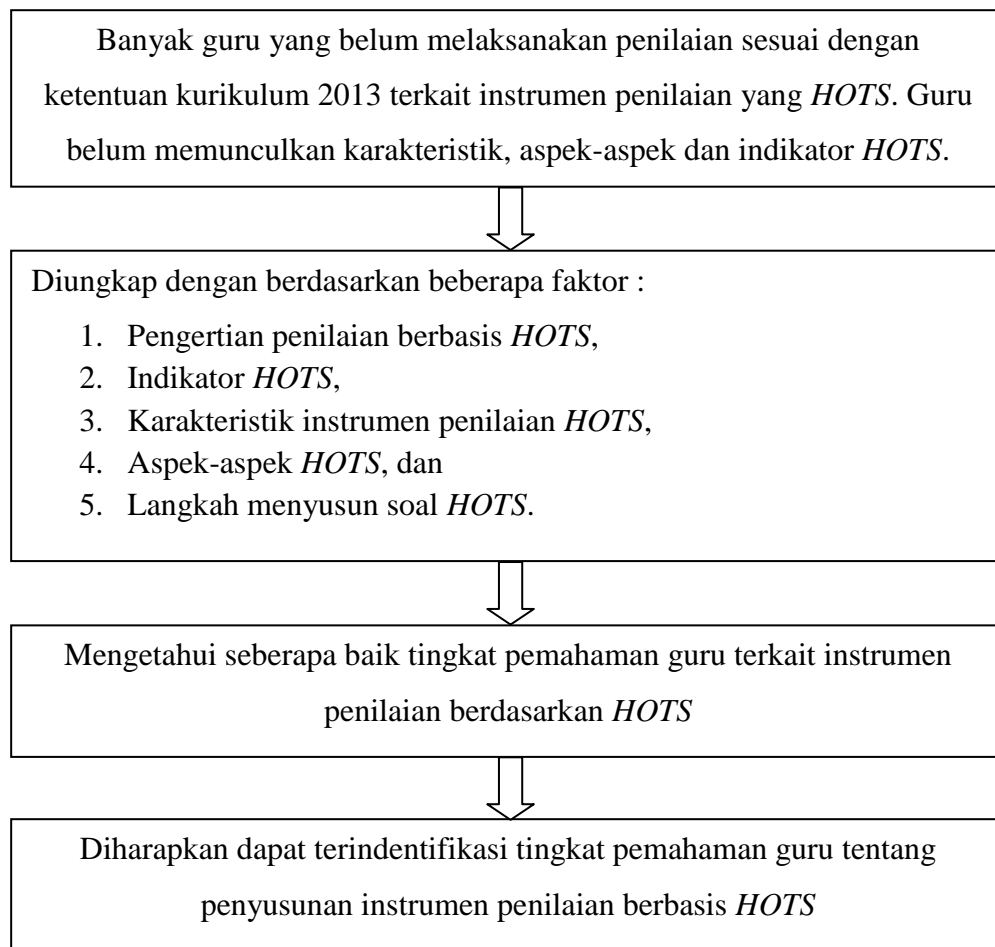 Banyak guru yang belum melaksanakan penilaian sesuai dengan
ketentuan kurikulum 2013 terkait instrumen penilaian yang HOTS. Guru
belum memunculkan karakteristik, aspek-aspek dan indikator HOTS.
Diungkap dengan berdasarkan beberapa faktor :
1. Pengertian penilaian berbasis HOTS,
2. Indikator HOTS,
3. Karakteristik instrumen penilaian HOTS,
4. Aspek-aspek HOTS, dan
5. Langkah menyusun soal HOTS.
Mengetahui seberapa baik tingkat pemahaman guru terkait instrumen
penilaian berdasarkan HOTS
Diharapkan dapat terindentifikasi tingkat pemahaman guru tentang
penyusunan instrumen penilaian berbasis HOTS